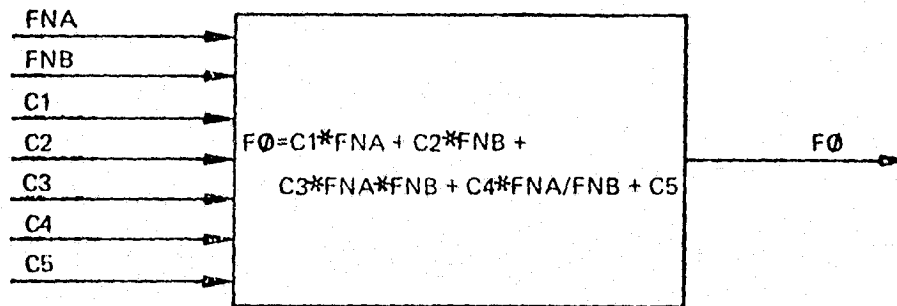 FNA
FNB
C1
C2
C3
C4
C5
FØ=C1*FNA + C2*FNB +
C3*FNA*FNB + C4*FNA/FNB + C5
FØ